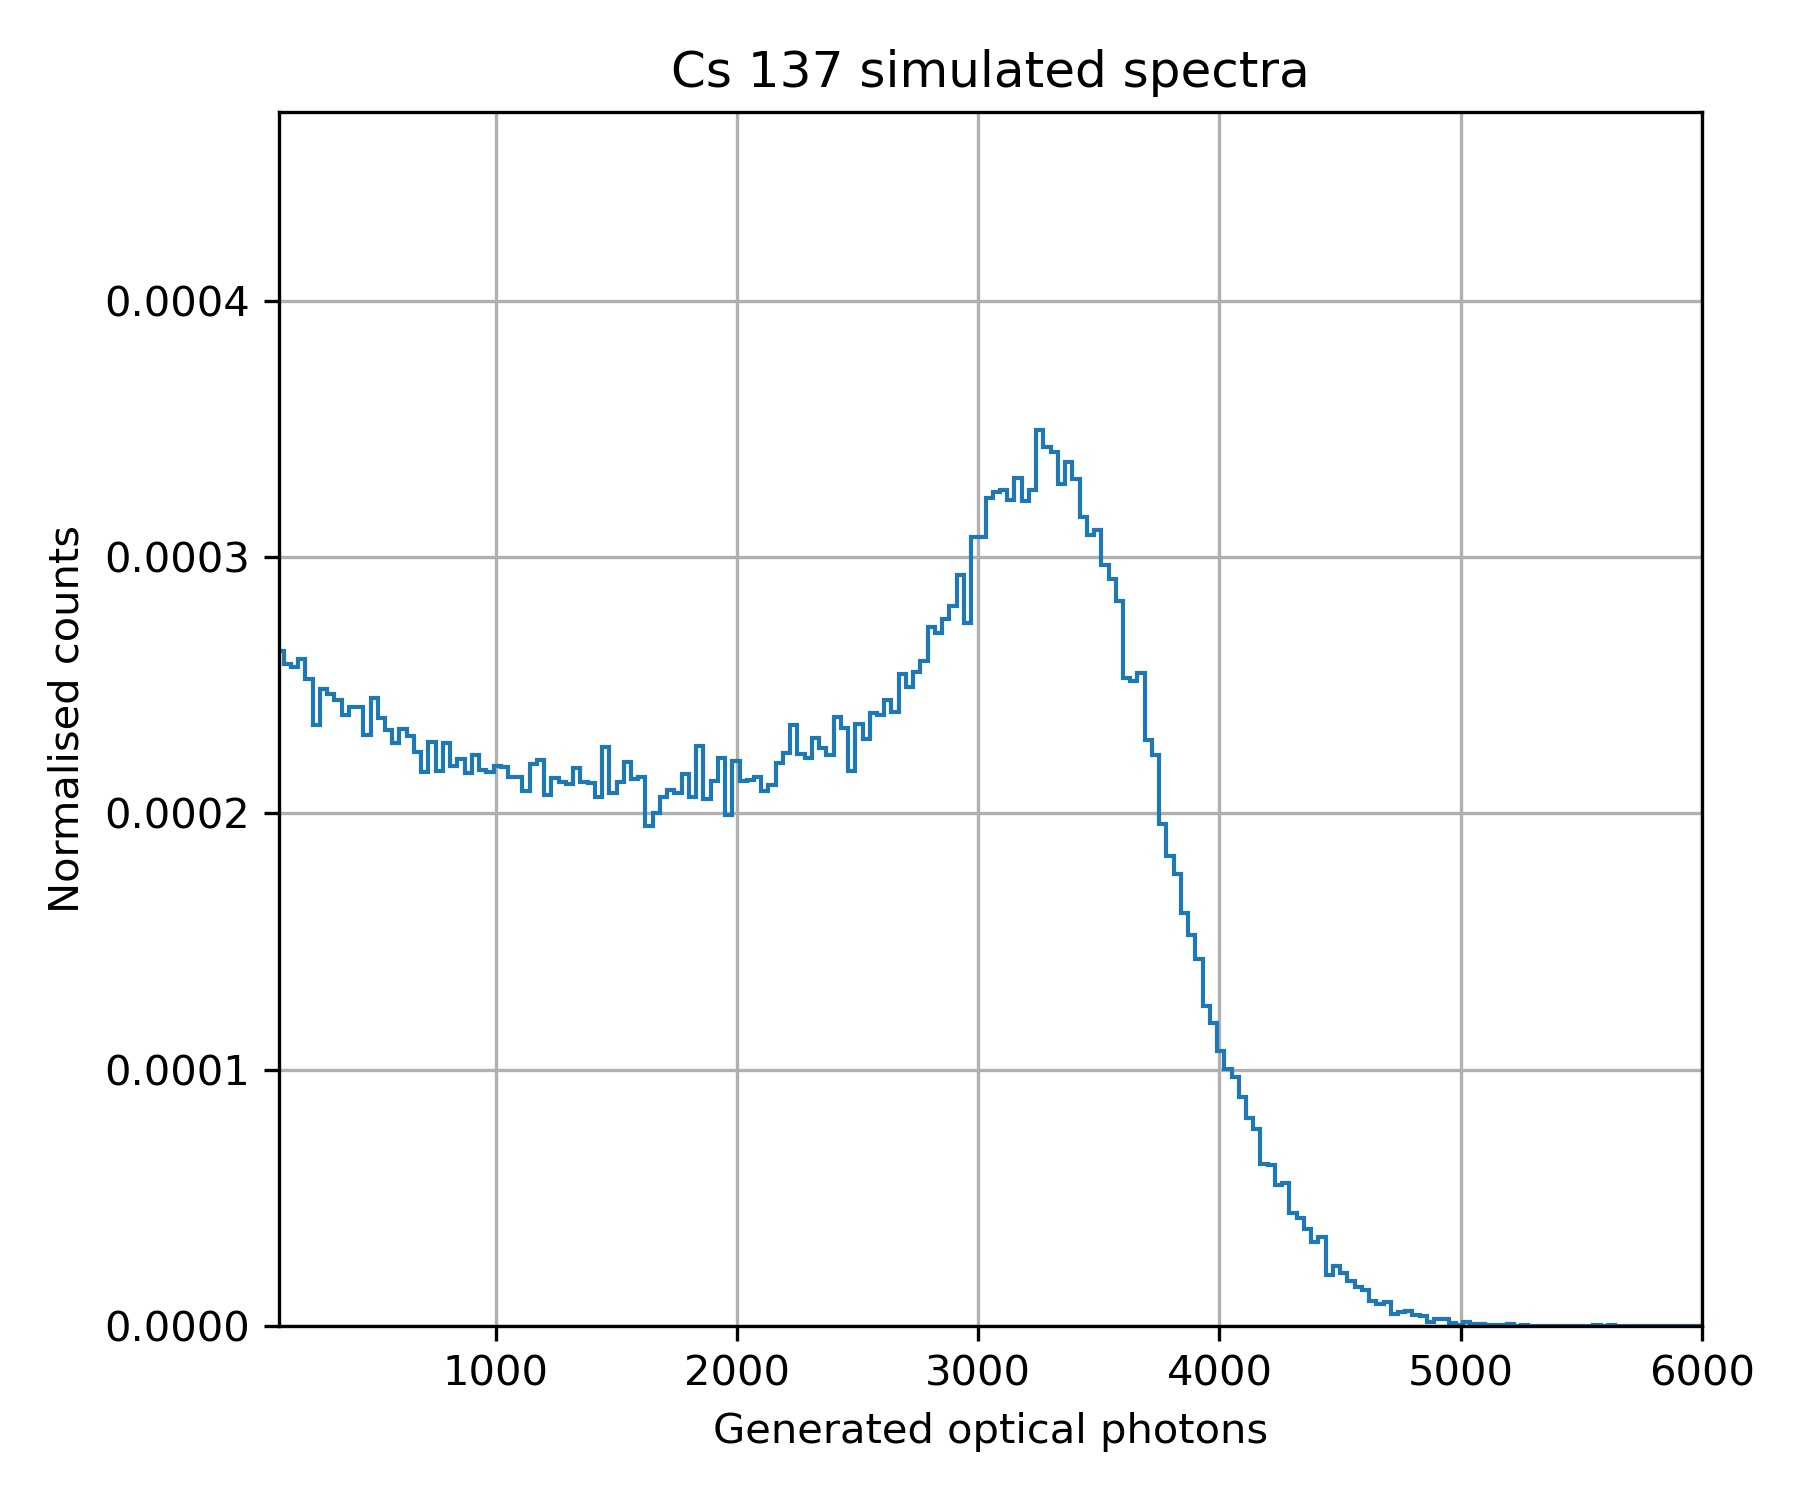 Cs 137 simulated spectra
0.0004
0.0003
0.0002
0.0001
0.0000
Normalised counts
1000 2000 3000 4000 5000 6000
Generated optical photons